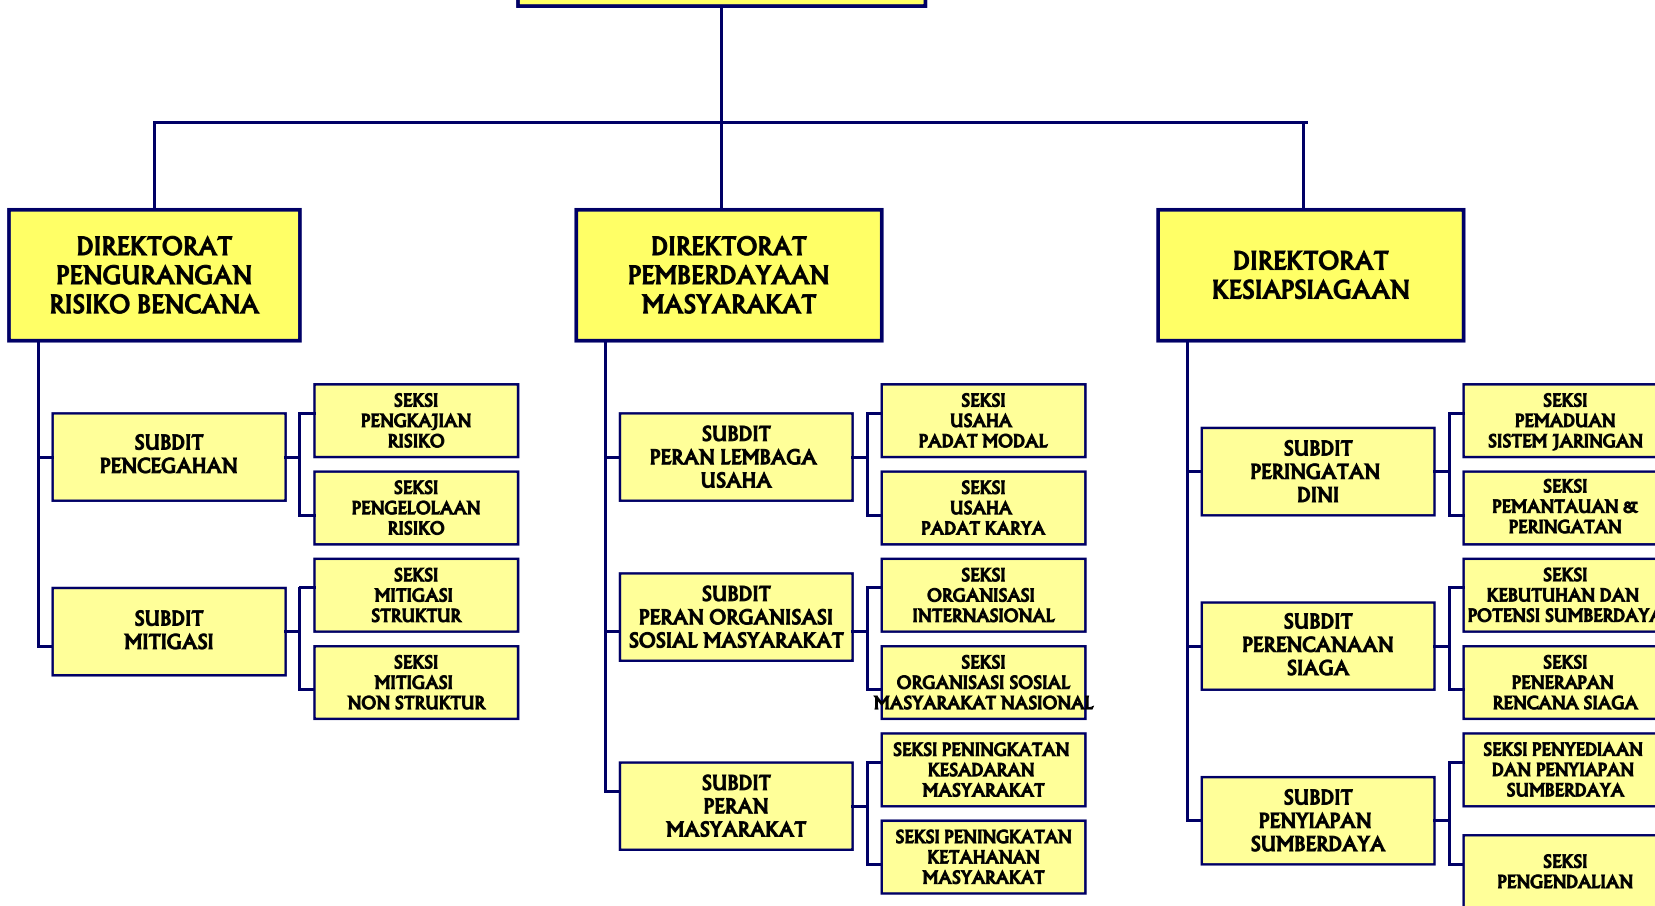 DIREKTORAT
PENGURANGAN
RISIKO BENCANA
SUBDIT
PENCEGAHAN
SEKSI
PENGKAJIAN
RISIKO
SEKSI
PENGELOLAAN
RISIKO
SUBDIT
MITIGASI
SEKSI
MITIGASI
STRUKTUR
SEKSI
MITIGASI
NON STRUKTUR
DIREKTORAT
PEMBERDAYAAN
MASYARAKAT
SUBDIT
PERAN LEMBAGA
USAHA
SEKSI
USAHA
PADAT MODAL
SEKSI
USAHA
PADAT KARYA
SUBDIT
PERAN ORGANISASI
SOSIAL MASYARAKAT
SEKSI
ORGANISASI
INTERNASIONAL
SEKSI
ORGANISASI SOSIAL
MASYARAKAT NASIONAL
SUBDIT
PERAN
MASYARAKAT
SEKSI PENINGKATAN
KESADARAN
MASYARAKAT
SEKSI PENINGKATAN
KETAHANAN
MASYARAKAT
DIREKTORAT
KESIAPSIAGAAN
SUBDIT
PERINGATAN
DINI
SEKSI
PEMADUAN
SISTEM JARINGAN
SEKSI
PEMANTAUAN &
PERINGATAN
SUBDIT
PERENCANAAN
SIAGA
SEKSI
KEBUTUHAN DAN
POTENSI SUMBERDAYA
SEKSI
PENERAPAN
RENCANA SIAGA
SUBDIT
PENYIAPAN
SUMBERDAYA
SEKSI PENYEDIAAN
DAN PENYIAPAN
SUMBERDAYA
SEKSI
PENGENDALIAN